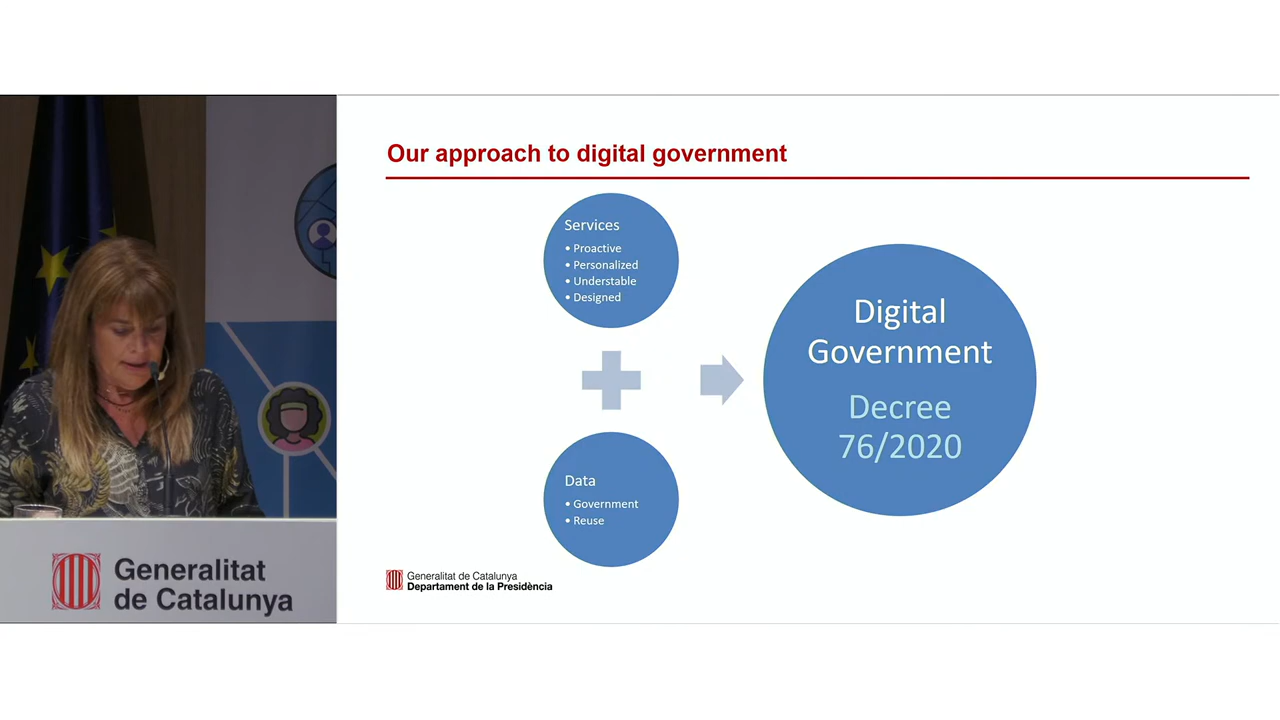 Our approach to digital government
Services
• Proactive
• Personalized
• Understable
• Designed
Data
• Government
• Reuse
Digital
Government
Decree
76/2020
Generalitat de Catalunya
Departament de la Presidència
Generalitat
de Catalunya